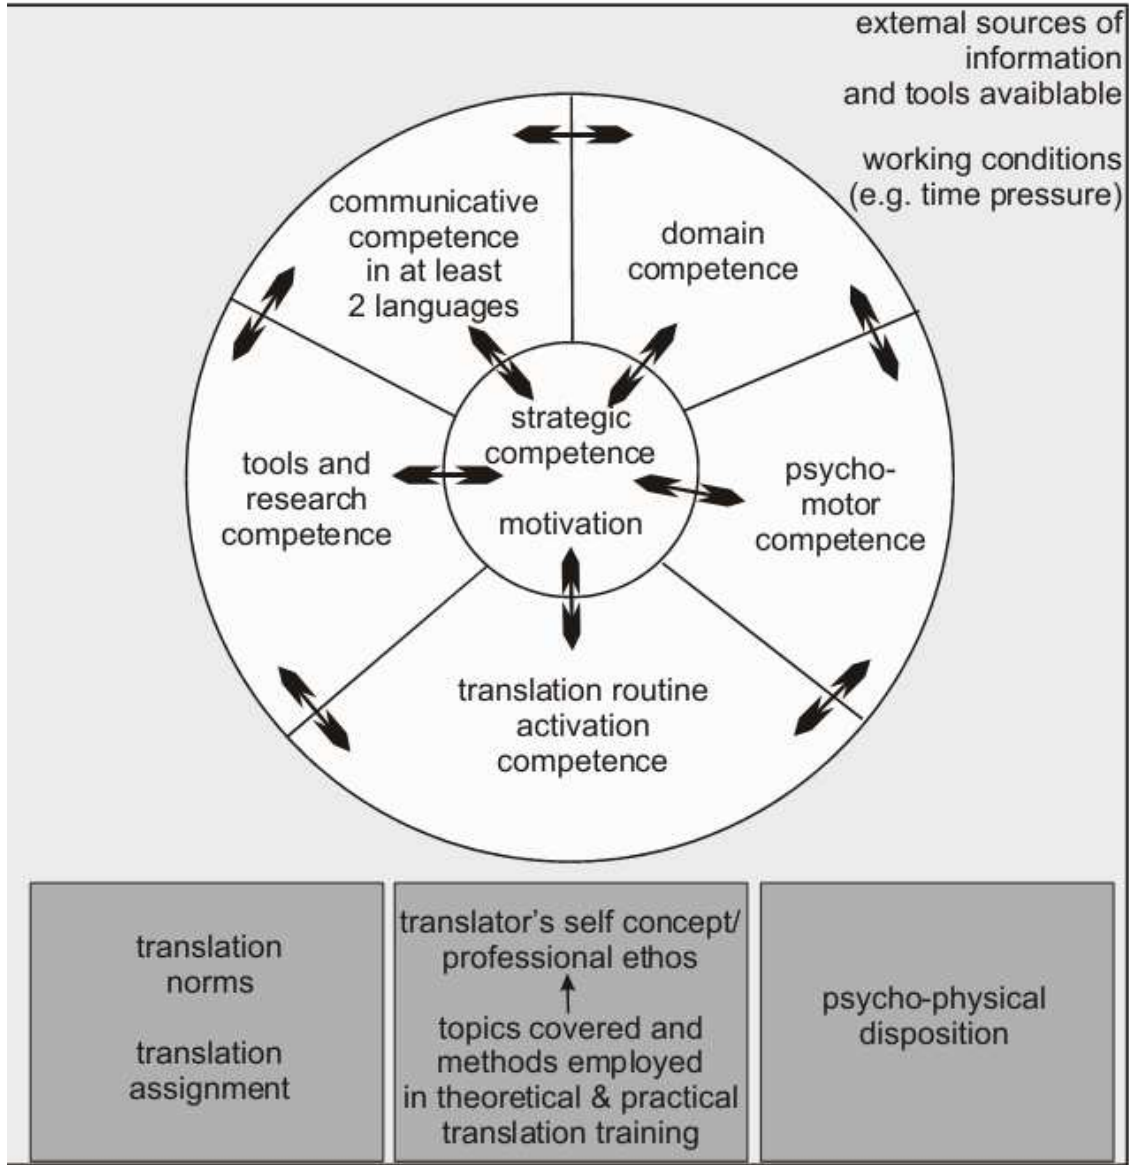 external sources of
information
and tools avaiblable
working conditions
(e.g. time pressure)
communicative
competence
in at least
2 languages
domain
competence
strategic
competence
motivation
tools and
research
competence
psycho-
motor
competence
translation routine
activation
competence
translation
norms
translation
assignment
translator's self concept/
professional ethos
topics covered and
methods employed
in theoretical & practical
translation training
psycho-physical
disposition